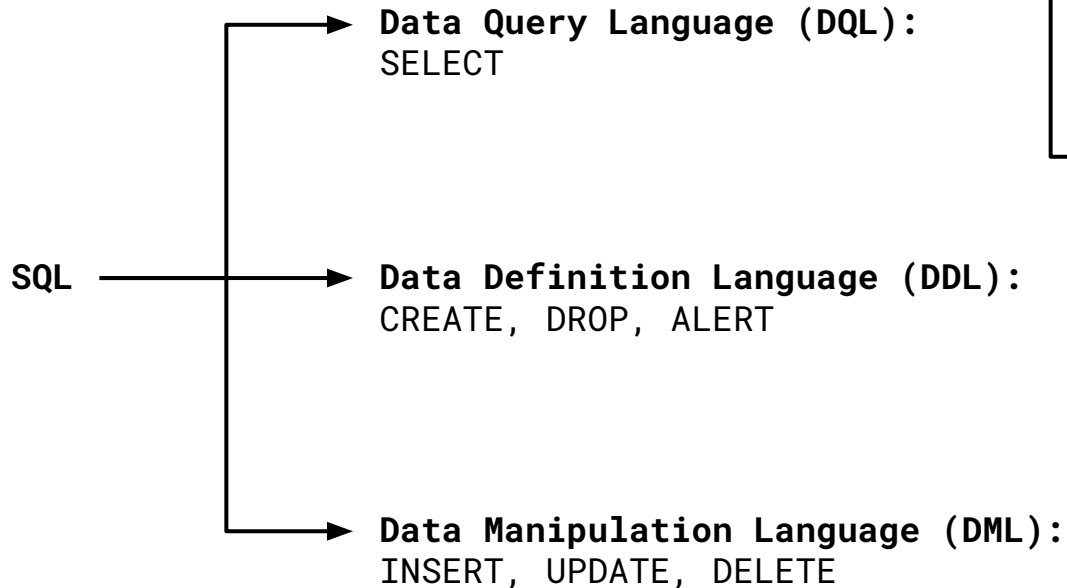 Data Query Language (DQL):
SELECT
SQL
Data Definition Language (DDL):
CREATE, DROP, ALERT
Data Manipulation Language (DML):
INSERT, UPDATE, DELETE